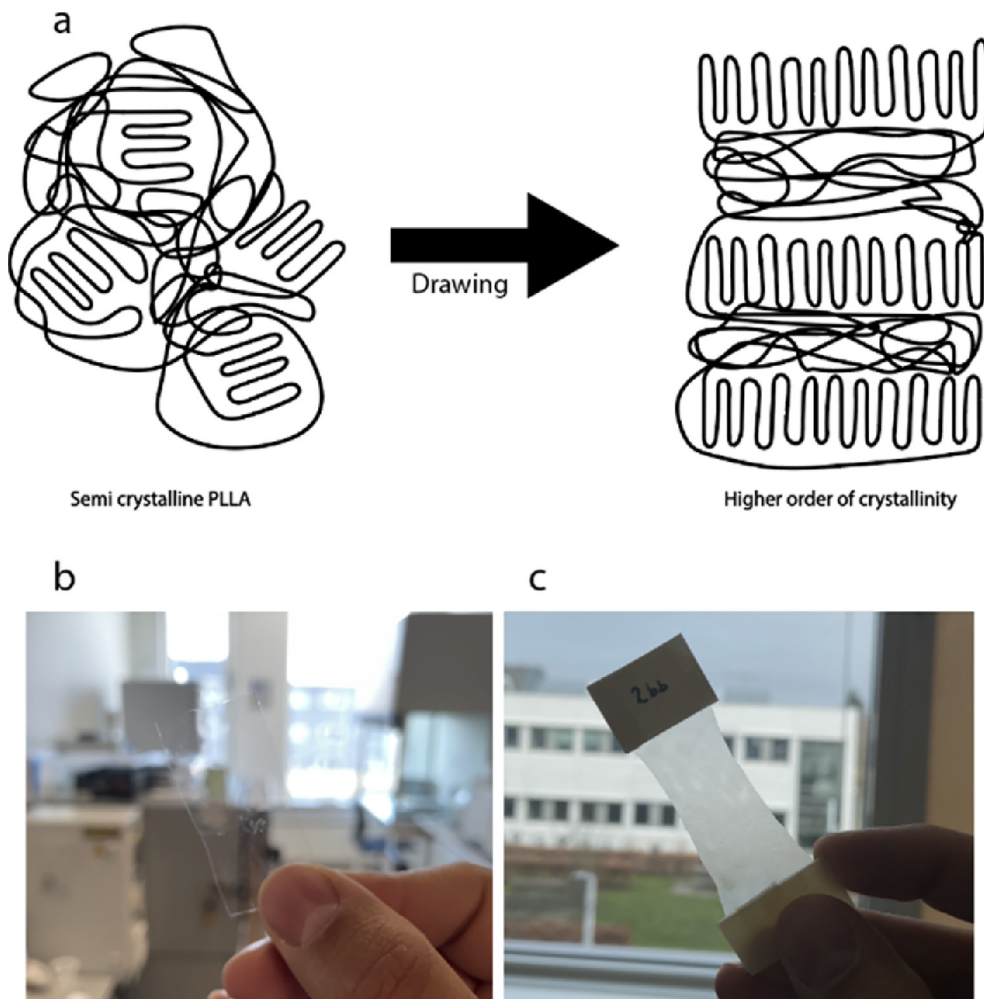 a
Drawing
Semi crystalline PLLA
Higher order of crystallinity
b
c
2bb